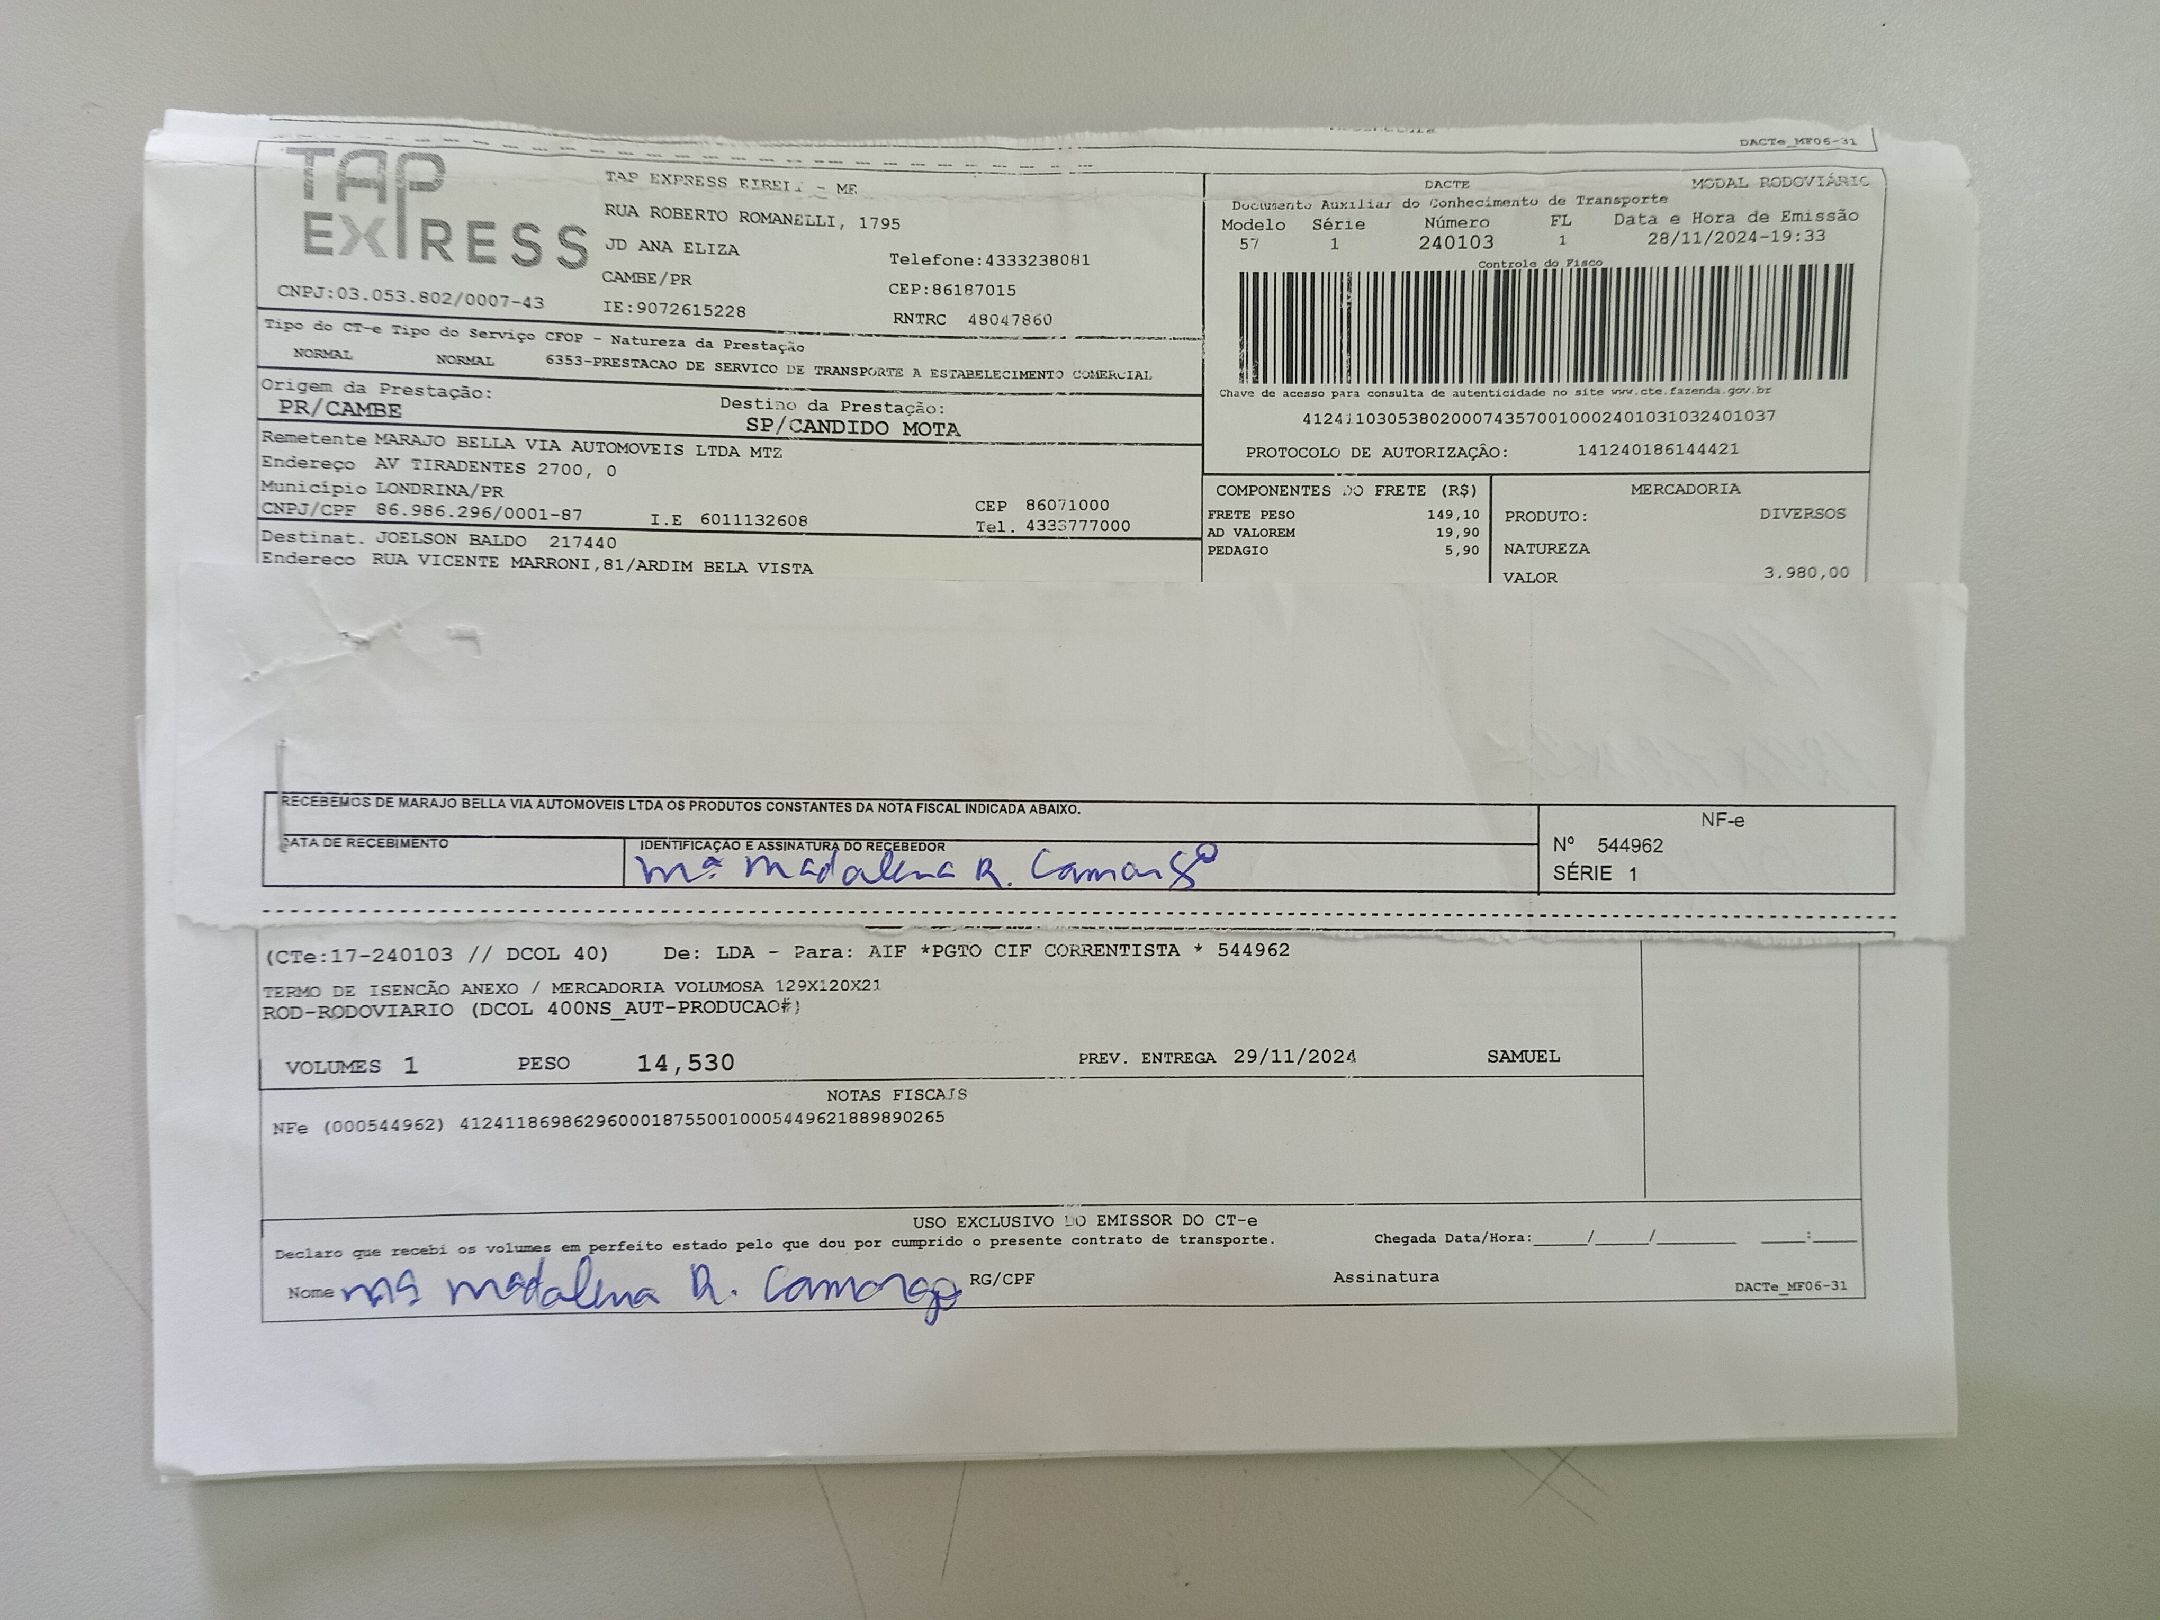 DACTe_MF06-31
TAP EXPRESS
TAP EXPRESS EIRELI - ME
RUA ROBERTO ROMANELLI, 1795
JD ANA ELIZA
Telefone:4333238081
CAMBE/PR
CEP:86187015
CNPJ:03.053.802/0007-43
IE:9072615228
RNTRC 48047860
DACTE
MODAL RODOVIÁRIO
Documento Auxiliar do Conhecimento de Transporte
Modelo Série Número FL Data e Hora de Emissão
57 1 240103 1 28/11/2024-19:33
Controle do Fisco
Chave de acesso para consulta de autenticidade no site www.cte.fazenda.gov.br
41241103053802000743570010002401031032401037
PROTOCOLO DE AUTORIZAÇÃO: 141240186144421
Tipo do CT-e Tipo do Serviço CFOP - Natureza da Prestação
NORMAL NORMAL 6353-PRESTACAO DE SERVICO DE TRANSPORTE A ESTABELECIMENTO COMERCIAL
Origem da Prestação: Destino da Prestação:
PR/CAMBE SP/CANDIDO MOTA
Remetente MARAJO BELLA VIA AUTOMOVEIS LTDA MTZ
Endereço AV TIRADENTES 2700, 0
Município LONDRINA/PR CEP 86071000
CNPJ/CPF 86.986.296/0001-87 I.E 6011132608 Tel. 4333777000
Destinat. JOELSON BALDO 217440
Endereco RUA VICENTE MARRONI,81/ARDIM BELA VISTA
COMPONENTES DO FRETE (R$)
FRETE PESO 149,10
AD VALOREM 19,90
PEDAGIO 5,90
MERCADORIA
PRODUTO: DIVERSOS
NATUREZA
VALOR 3.980,00
RECEBEMOS DE MARAJO BELLA VIA AUTOMOVEIS LTDA OS PRODUTOS CONSTANTES DA NOTA FISCAL INDICADA ABAIXO.
DATA DE RECEBIMENTO
IDENTIFICAÇÃO E ASSINATURA DO RECEBEDOR
Mª Madalena R. Camargo
NF-e
Nº 544962
SÉRIE 1
(CTe:17-240103 // DCOL 40) De: LDA - Para: AIF *PGTO CIF CORRENTISTA * 544962
TERMO DE ISENCÃO ANEXO / MERCADORIA VOLUMOSA 129X120X21
ROD-RODOVIARIO (DCOL 400NS_AUT-PRODUCAO#)
VOLUMES 1 PESO 14,530 PREV. ENTREGA 29/11/2024 SAMUEL
NOTAS FISCAIS
NFe (000544962) 41241186986296000187550010005449621889890265
USO EXCLUSIVO DO EMISSOR DO CT-e
Declaro que recebi os volumes em perfeito estado pelo que dou por cumprido o presente contrato de transporte. Chegada Data/Hora:_____/_____/________ ____:____
Nome Mª Madalena R. Camargo RG/CPF Assinatura
DACTe_MF06-31